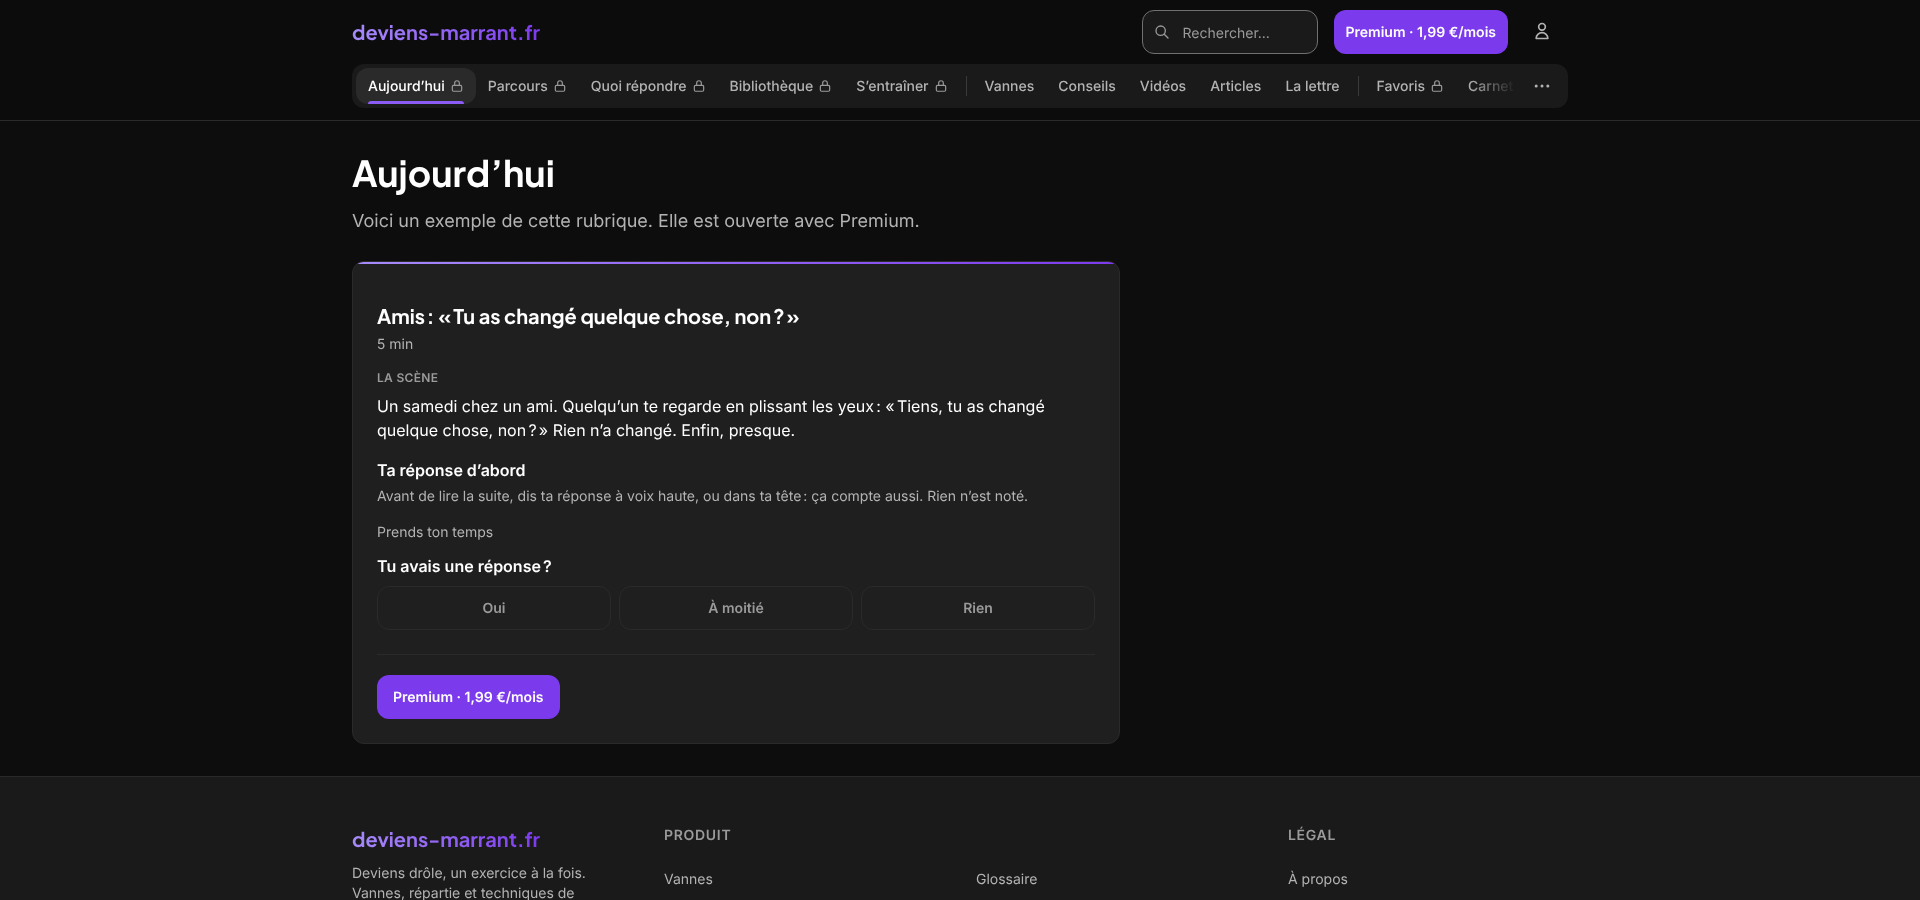 deviens-marrant.fr
Rechercher...
Premium · 1,99 €/mois
Aujourd’hui
Parcours
Quoi répondre
Bibliothèque
S’entraîner
Vannes
Conseils
Vidéos
Articles
La lettre
Favoris
Aujourd’hui
Voici un exemple de cette rubrique. Elle est ouverte avec Premium.
Amis : « Tu as changé quelque chose, non ? »
5 min
LA SCÈNE
Un samedi chez un ami. Quelqu’un te regarde en plissant les yeux : « Tiens, tu as changé
quelque chose, non ? » Rien n’a changé. Enfin, presque.
Ta réponse d’abord
Avant de lire la suite, dis ta réponse à voix haute, ou dans ta tête : ça compte aussi. Rien n’est noté.
Prends ton temps
Tu avais une réponse ?
Oui
À moitié
Rien
Premium · 1,99 €/mois
deviens-marrant.fr
Deviens drôle, un exercice à la fois.
Vannes, répartie et techniques de
PRODUIT
Vannes
Glossaire
LÉGAL
À propos